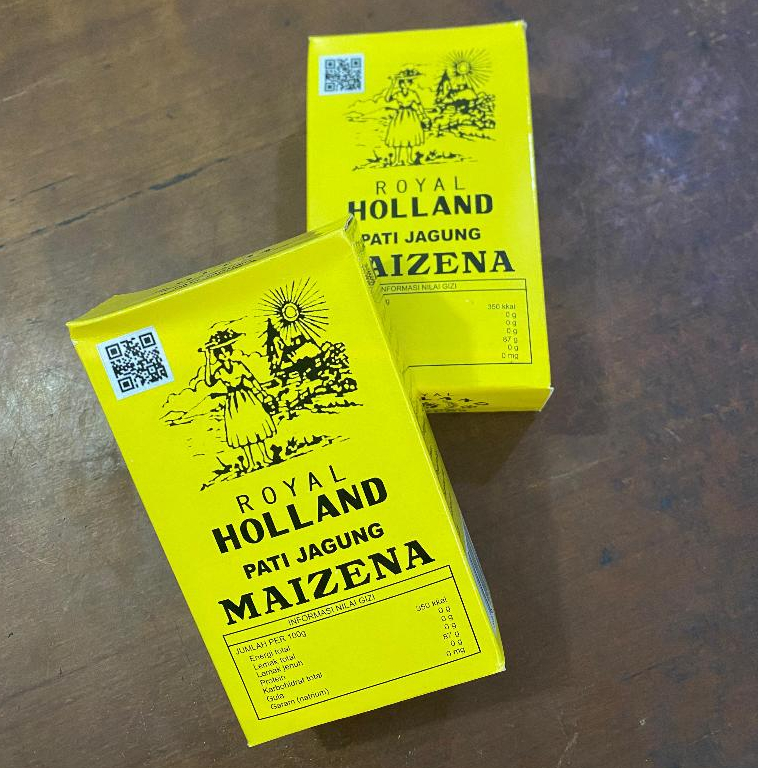 ROYAL
HOLLAND
PATI JAGUNG
AIZENA
NFORMASI NILAI GIZI
g
350 kkal
0 g
0 g
0 g
87 g
0 g
0 mg
ROYAL
HOLLAND
PATI JAGUNG
MAIZENA
INFORMASI NILAI GIZI
JUMLAH PER 100g
Energi total 350 kkal
Lemak total 0 g
Lemak jenuh 0 g
Protein 0 g
Karbohidrat total 87 g
Gula 0 g
Garam (natrium) 0 mg